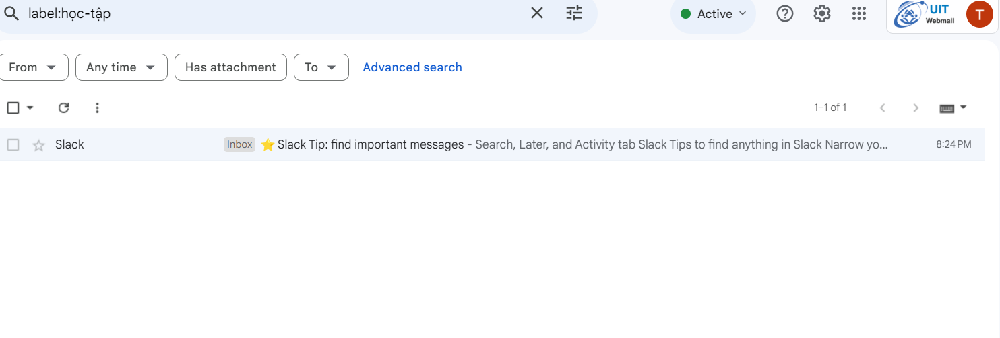 label:học-tập Active UIT
Webmail T
From Any time Has attachment To Advanced search
1–1 of 1
Slack Inbox ⭐ Slack Tip: find important messages - Search, Later, and Activity tab Slack Tips to find anything in Slack Narrow yo... 8:24 PM